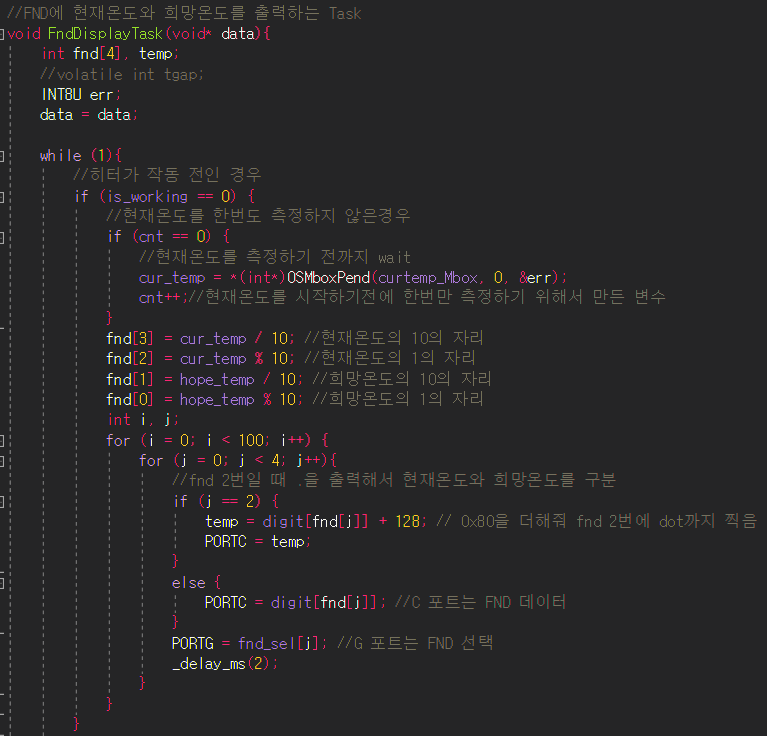 //FND에 현재온도와 희망온도를 출력하는 Task
void FndDisplayTask(void* data){
    int fnd[4], temp;
    //volatile int tgap;
    INT8U err;
    data = data;

    while (1){
        //히터가 작동 전인 경우
        if (is_working == 0) {
            //현재온도를 한번도 측정하지 않은경우
            if (cnt == 0) {
                //현재온도를 측정하기 전까지 wait
                cur_temp = *(int*)OSMboxPend(curtemp_Mbox, 0, &err);
                cnt++;//현재온도를 시작하기전에 한번만 측정하기 위해서 만든 변수
            }
            fnd[3] = cur_temp / 10; //현재온도의 10의 자리
            fnd[2] = cur_temp % 10; //현재온도의 1의 자리
            fnd[1] = hope_temp / 10; //희망온도의 10의 자리
            fnd[0] = hope_temp % 10; //희망온도의 1의 자리
            int i, j;
            for (i = 0; i < 100; i++) {
                for (j = 0; j < 4; j++){
                    //fnd 2번일 때 .을 출력해서 현재온도와 희망온도를 구분
                    if (j == 2) {
                        temp = digit[fnd[j]] + 128; // 0x80을 더해줘 fnd 2번에 dot까지 찍음
                        PORTC = temp;
                    }
                    else {
                        PORTC = digit[fnd[j]]; //C 포트는 FND 데이터
                    }
                    PORTG = fnd_sel[j]; //G 포트는 FND 선택
                    _delay_ms(2);
                }
            }
        }